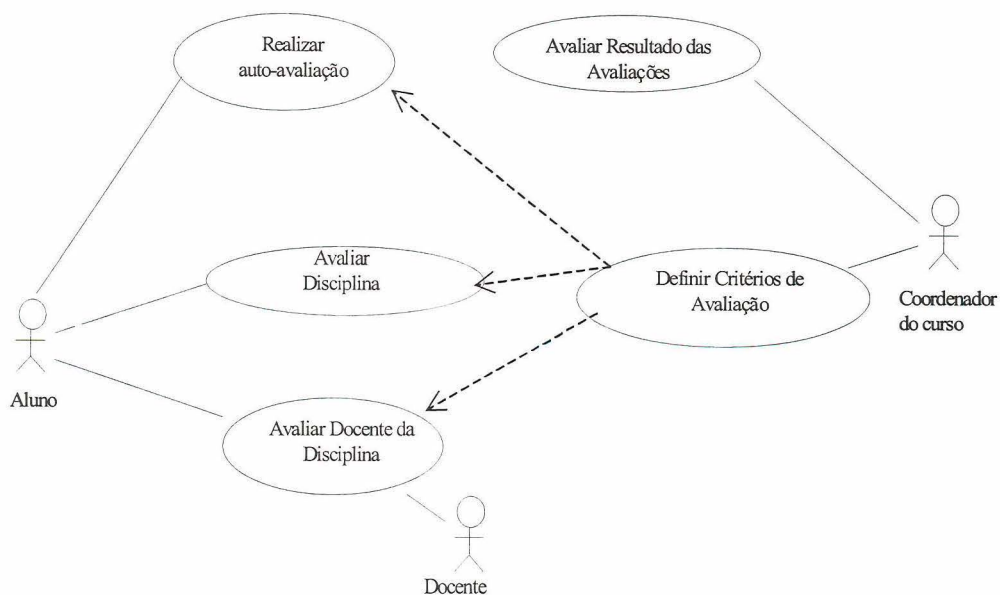 Realizar
auto-avaliação
Avaliar Resultado das
Avaliações
Avaliar
Disciplina
Definir Critérios de
Avaliação
Coordenador
do curso
Aluno
Avaliar Docente da
Disciplina
Docente